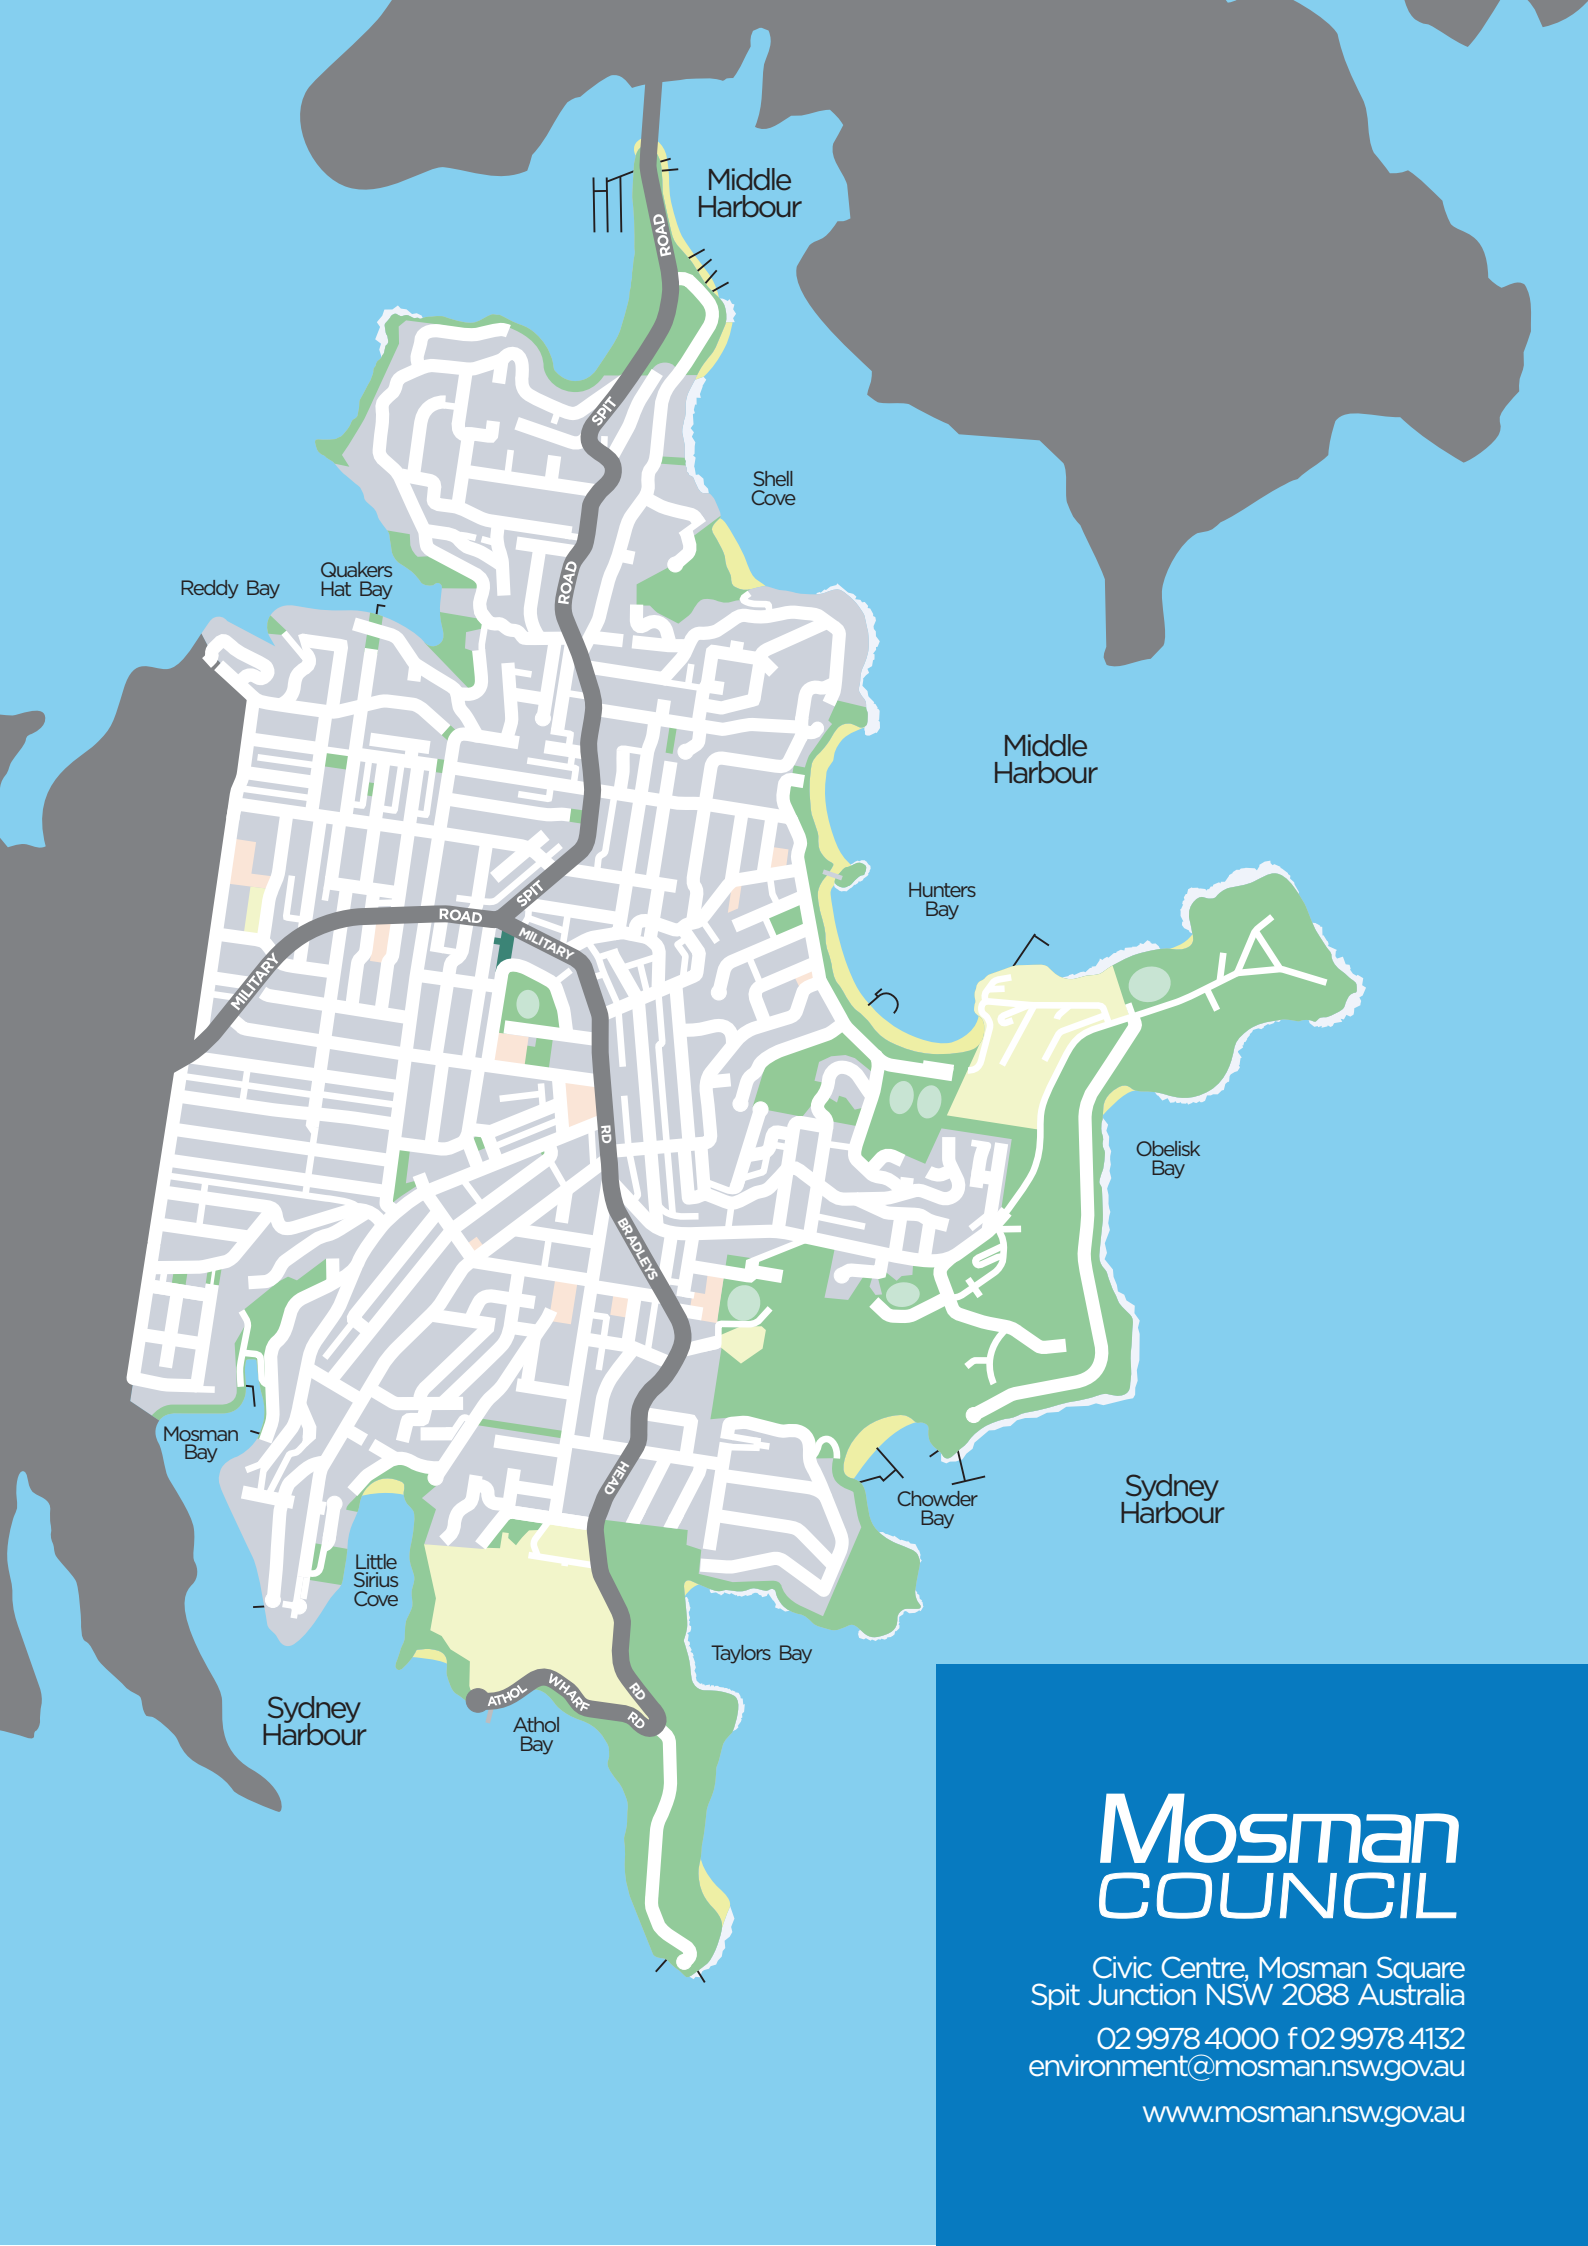 Middle
Harbour
ROAD
SPIT
Shell
Cove
ROAD
Quakers
Hat Bay
Reddy Bay
Middle
Harbour
Hunters
Bay
SPIT
ROAD
MILITARY
MILITARY
RD
Obelisk
Bay
BRADLEYS
Mosman
Bay
HEAD
Chowder
Bay
Sydney
Harbour
Little
Sirius
Cove
Taylors Bay
RD
ATHOL
WHARF
RD
Sydney
Harbour
Athol
Bay
Mosman
COUNCIL
Civic Centre, Mosman Square
Spit Junction NSW 2088 Australia
02 9978 4000 f 02 9978 4132
environment@mosman.nsw.gov.au
www.mosman.nsw.gov.au